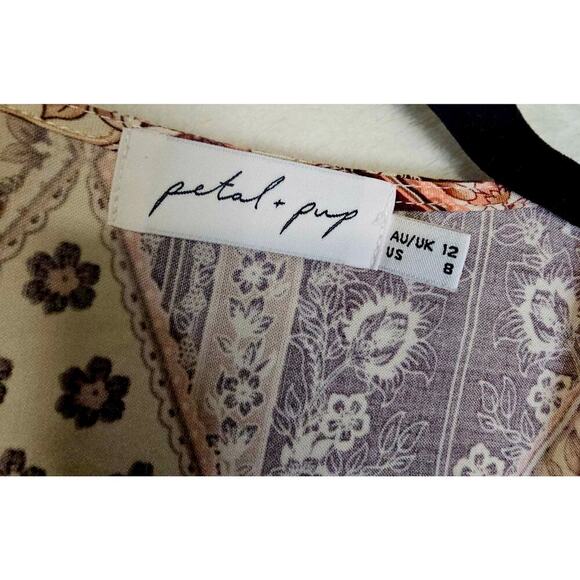 petal + pup
AU/UK 12
US 8